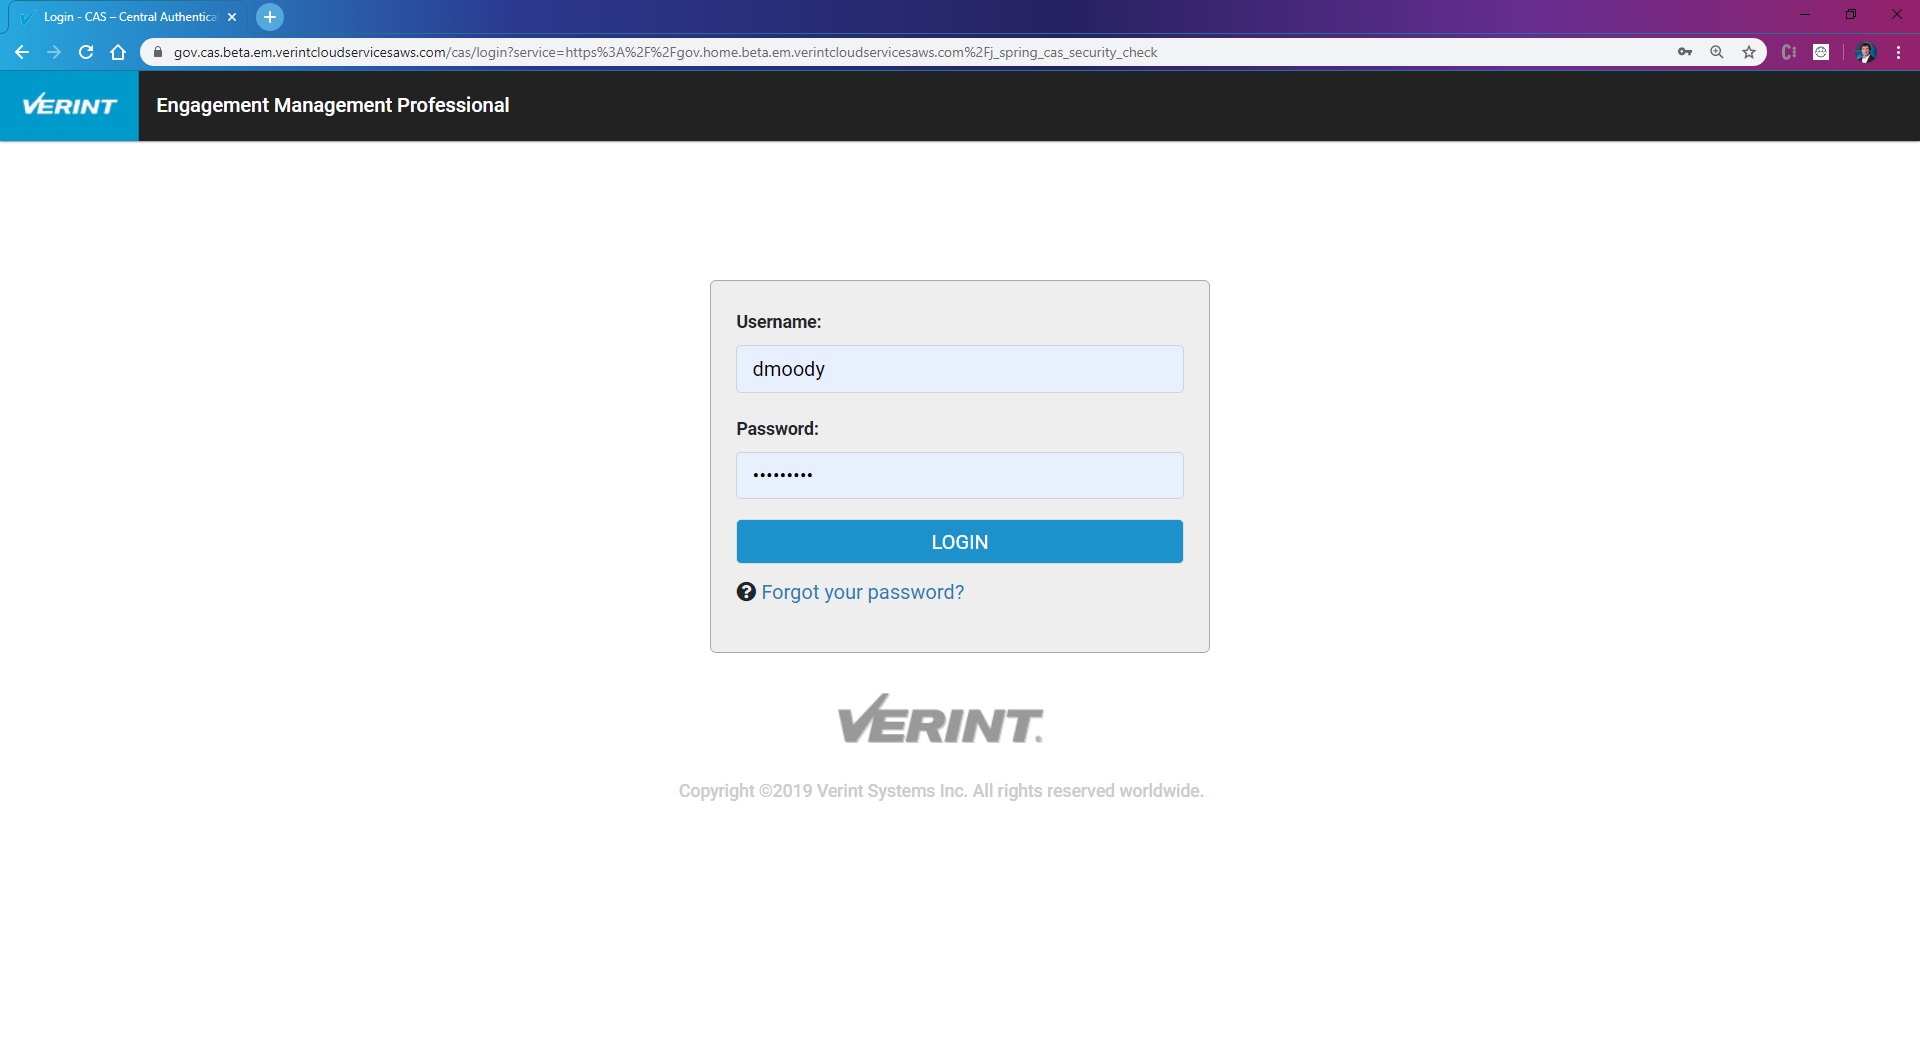 Login - CAS – Central Authentica
gov.cas.beta.em.verintcloudservicesaws.com/cas/login?service=https%3A%2F%2Fgov.home.beta.em.verintcloudservicesaws.com%2Fj_spring_cas_security_check
VERINT
Engagement Management Professional
Username:
dmoody
Password:
•••••••••
LOGIN
Forgot your password?
VERINT.
Copyright ©2019 Verint Systems Inc. All rights reserved worldwide.